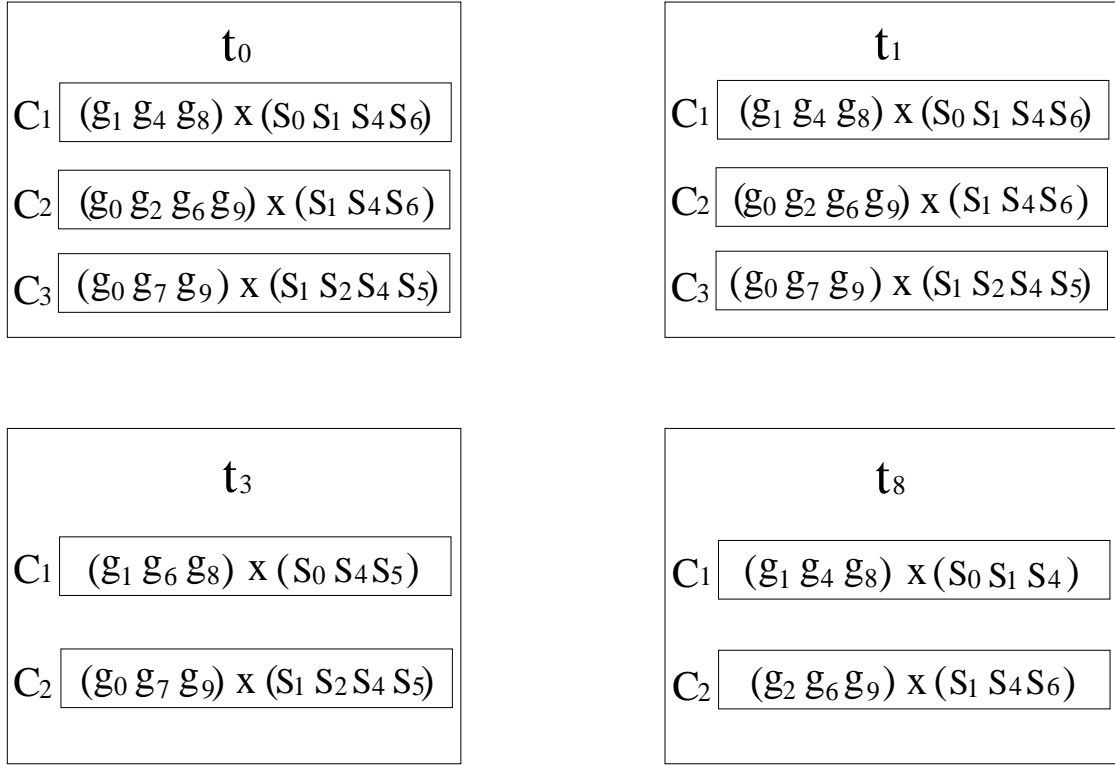 t₀
C₁ (g₁ g₄ g₈) x (S₀ S₁ S₄ S₆)
C₂ (g₀ g₂ g₆ g₉) x (S₁ S₄ S₆)
C₃ (g₀ g₇ g₉) x (S₁ S₂ S₄ S₅)
t₁
C₁ (g₁ g₄ g₈) x (S₀ S₁ S₄ S₆)
C₂ (g₀ g₂ g₆ g₉) x (S₁ S₄ S₆)
C₃ (g₀ g₇ g₉) x (S₁ S₂ S₄ S₅)
t₃
C₁ (g₁ g₆ g₈) x (S₀ S₄ S₅)
C₂ (g₀ g₇ g₉) x (S₁ S₂ S₄ S₅)
t₈
C₁ (g₁ g₄ g₈) x (S₀ S₁ S₄)
C₂ (g₂ g₆ g₉) x (S₁ S₄ S₆)